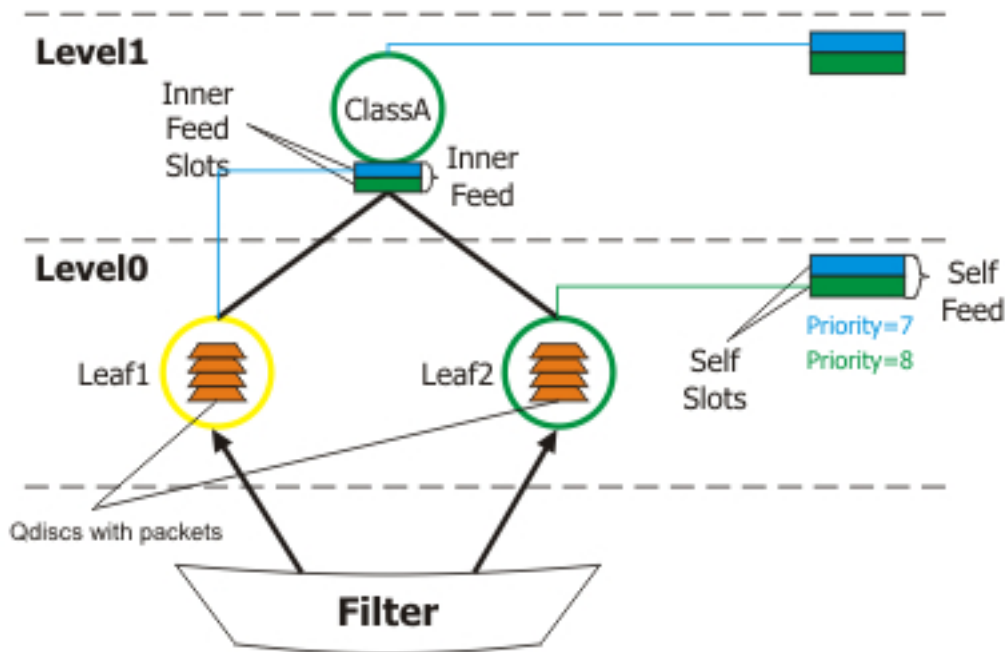 Level1
ClassA
Inner
Feed
Slots
Inner
Feed
Level0
Self
Feed
Priority=7
Priority=8
Leaf1
Leaf2
Self
Slots
Qdiscs with packets
Filter